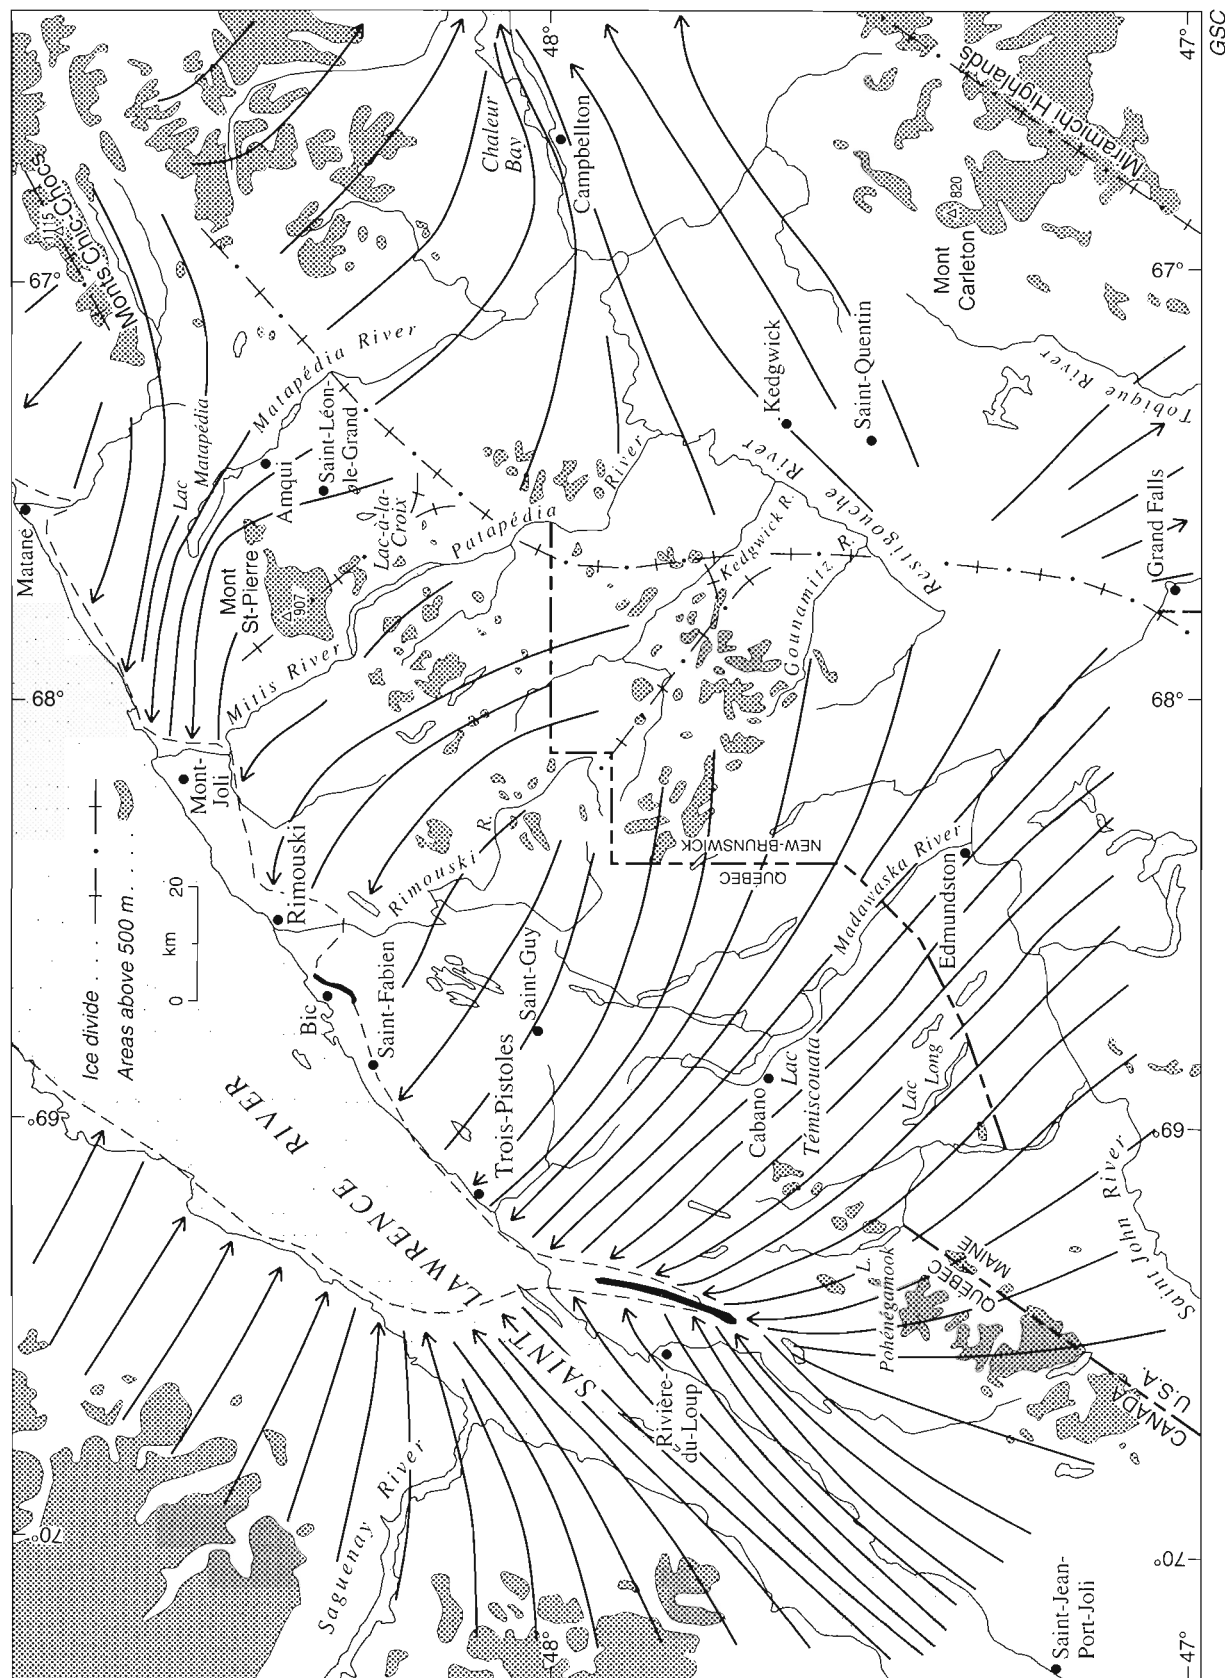 Ice divide
Areas above 500 m
km
0
20
70°
69°
68°
67°
48°
48°
47°
47°
70°
69°
67°
Matane
Monts Chic-Chocs
1115
Lac
Matapédia
Matapédia River
Amqui
Saint-Léon-
le-Grand
Lac-à-la-
Croix
Mont
St-Pierre
907
Mitis River
Mont-
Joli
Rimouski
Bic
Saint-Fabien
Rimouski R.
Saint-Guy
Trois-Pistoles
SAINT LAWRENCE RIVER
Saguenay River
Rivière-
du-Loup
Saint-Jean-
Port-Joli
Chaleur
Bay
Campbellton
Patapédia River
Kedgwick R.
Gounamitz R.
Restigouche River
Kedgwick
Saint-Quentin
Mont
Carleton
820
Miramichi Highlands
Tobique River
Grand Falls
QUÉBEC
NEW-BRUNSWICK
Madawaska River
Edmundston
Cabano
Lac
Témiscouata
Lac
Long
L.
Pohénégamook
QUÉBEC
MAINE
CANADA
U.S.A.
Saint John River
GSC